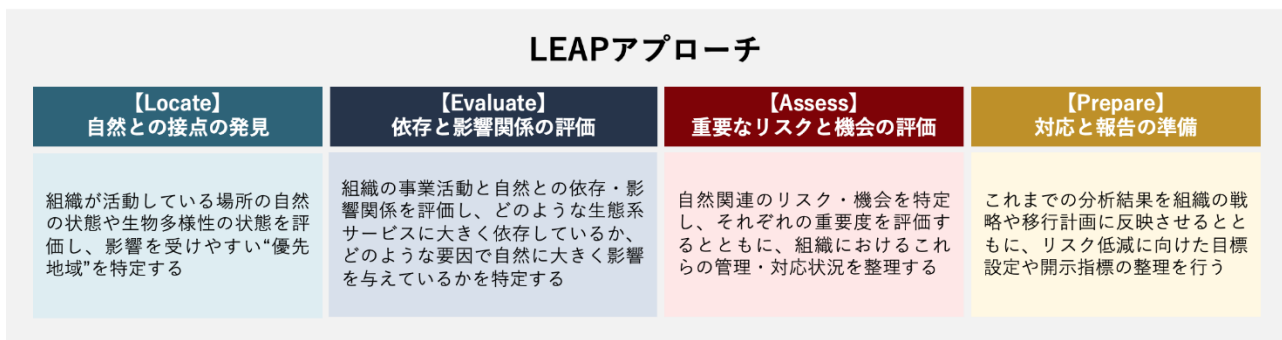 LEAPアプローチ
【Locate】
自然との接点の発見
組織が活動している場所の自然
の状態や生物多様性の状態を評
価し、影響を受けやすい“優先
地域”を特定する
【Evaluate】
依存と影響関係の評価
組織の事業活動と自然との依存・影
響関係を評価し、どのような生態系
サービスに大きく依存しているか、
どのような要因で自然に大きく影響
を与えているかを特定する
【Assess】
重要なリスクと機会の評価
自然関連のリスク・機会を特定
し、それぞれの重要度を評価す
るとともに、組織におけるこれ
らの管理・対応状況を整理する
【Prepare】
対応と報告の準備
これまでの分析結果を組織の戦
略や移行計画に反映させるとと
もに、リスク低減に向けた目標
設定や開示指標の整理を行う